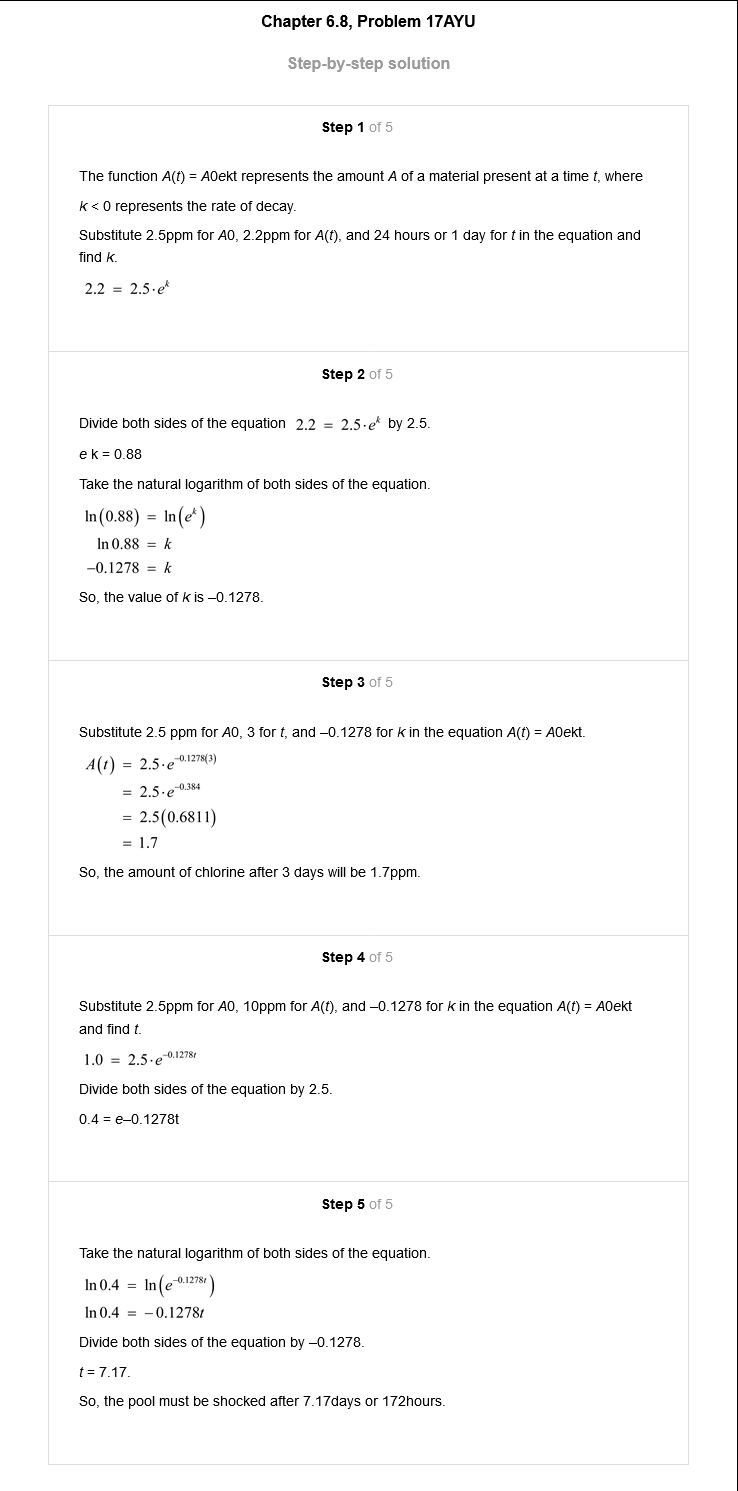 Chapter 6.8, Problem 17AYU
Step-by-step solution
Step 1 of 5
The function A(t) = A0ekt represents the amount A of a material present at a time t, where
k < 0 represents the rate of decay.
Substitute 2.5ppm for A0, 2.2ppm for A(t), and 24 hours or 1 day for t in the equation and
find k.
2.2 = 2.5·e^k
Step 2 of 5
Divide both sides of the equation 2.2 = 2.5·e^k by 2.5.
e k = 0.88
Take the natural logarithm of both sides of the equation.
ln(0.88) = ln(e^k)
ln 0.88 = k
–0.1278 = k
So, the value of k is –0.1278.
Step 3 of 5
Substitute 2.5 ppm for A0, 3 for t, and –0.1278 for k in the equation A(t) = A0ekt.
A(t) = 2.5·e^–0.1278(3)
= 2.5·e^–0.384
= 2.5(0.6811)
= 1.7
So, the amount of chlorine after 3 days will be 1.7ppm.
Step 4 of 5
Substitute 2.5ppm for A0, 10ppm for A(t), and –0.1278 for k in the equation A(t) = A0ekt
and find t.
1.0 = 2.5·e^–0.1278t
Divide both sides of the equation by 2.5.
0.4 = e–0.1278t
Step 5 of 5
Take the natural logarithm of both sides of the equation.
ln 0.4 = ln(e^–0.1278t)
ln 0.4 = –0.1278t
Divide both sides of the equation by –0.1278.
t = 7.17.
So, the pool must be shocked after 7.17days or 172hours.